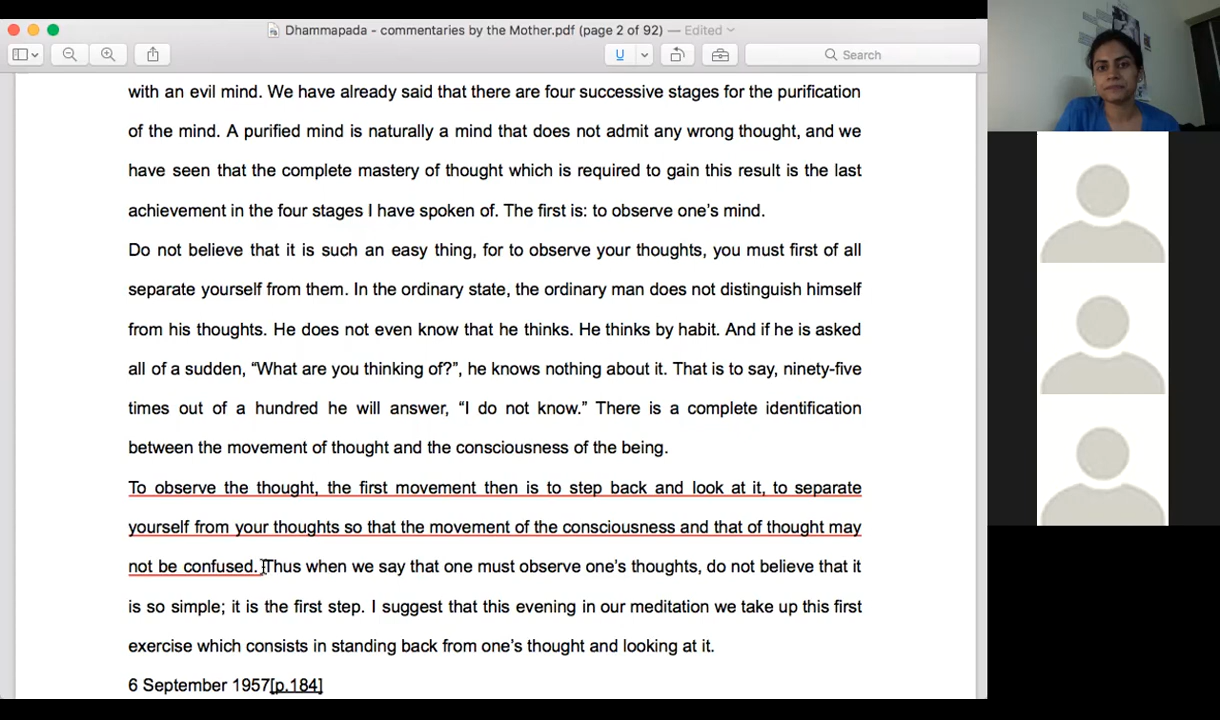 Dhammapada - commentaries by the Mother.pdf (page 2 of 92) — Edited
Search
with an evil mind. We have already said that there are four successive stages for the purification
of the mind. A purified mind is naturally a mind that does not admit any wrong thought, and we
have seen that the complete mastery of thought which is required to gain this result is the last
achievement in the four stages I have spoken of. The first is: to observe one’s mind.
Do not believe that it is such an easy thing, for to observe your thoughts, you must first of all
separate yourself from them. In the ordinary state, the ordinary man does not distinguish himself
from his thoughts. He does not even know that he thinks. He thinks by habit. And if he is asked
all of a sudden, “What are you thinking of?”, he knows nothing about it. That is to say, ninety-five
times out of a hundred he will answer, “I do not know.” There is a complete identification
between the movement of thought and the consciousness of the being.
To observe the thought, the first movement then is to step back and look at it, to separate
yourself from your thoughts so that the movement of the consciousness and that of thought may
not be confused. Thus when we say that one must observe one’s thoughts, do not believe that it
is so simple; it is the first step. I suggest that this evening in our meditation we take up this first
exercise which consists in standing back from one’s thought and looking at it.
6 September 1957[p.184]